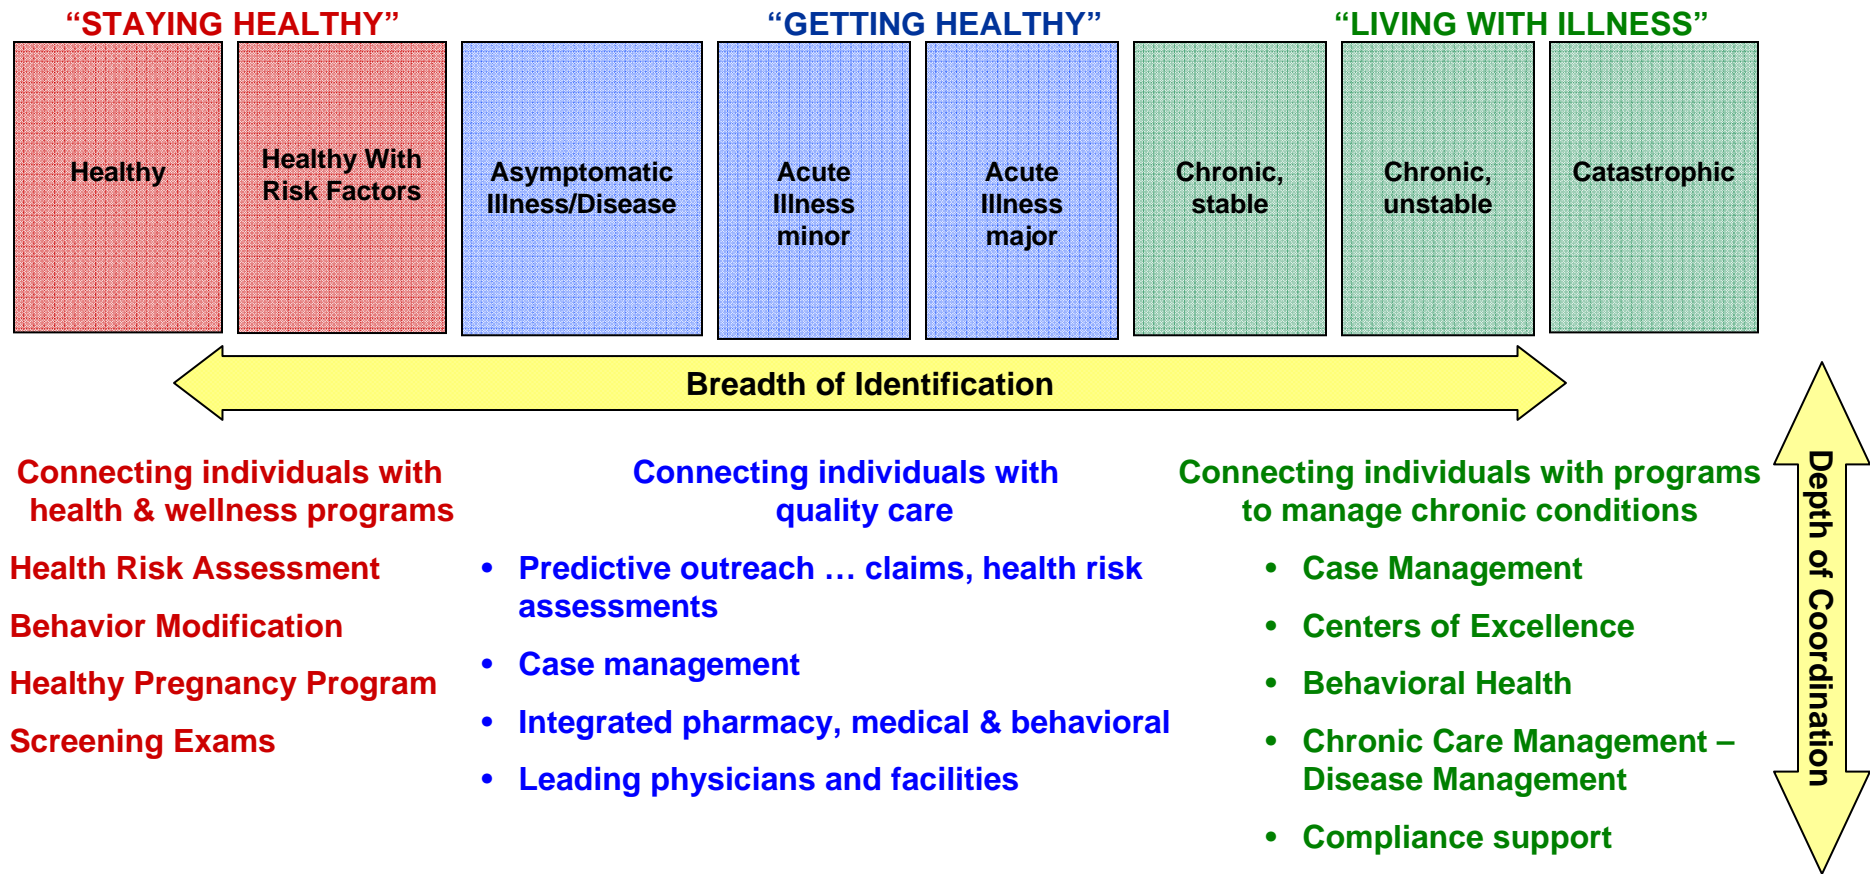 “STAYING HEALTHY”
“GETTING HEALTHY”
“LIVING WITH ILLNESS”
Healthy
Healthy With
Risk Factors
Asymptomatic
Illness/Disease
Acute
Illness
minor
Acute
Illness
major
Chronic,
stable
Chronic,
unstable
Catastrophic
Breadth of Identification
Connecting individuals with
health & wellness programs
Health Risk Assessment
Behavior Modification
Healthy Pregnancy Program
Screening Exams
Connecting individuals with
quality care
• Predictive outreach … claims, health risk
assessments
• Case management
• Integrated pharmacy, medical & behavioral
• Leading physicians and facilities
Connecting individuals with programs
to manage chronic conditions
• Case Management
• Centers of Excellence
• Behavioral Health
• Chronic Care Management –
Disease Management
• Compliance support
Depth of Coordination